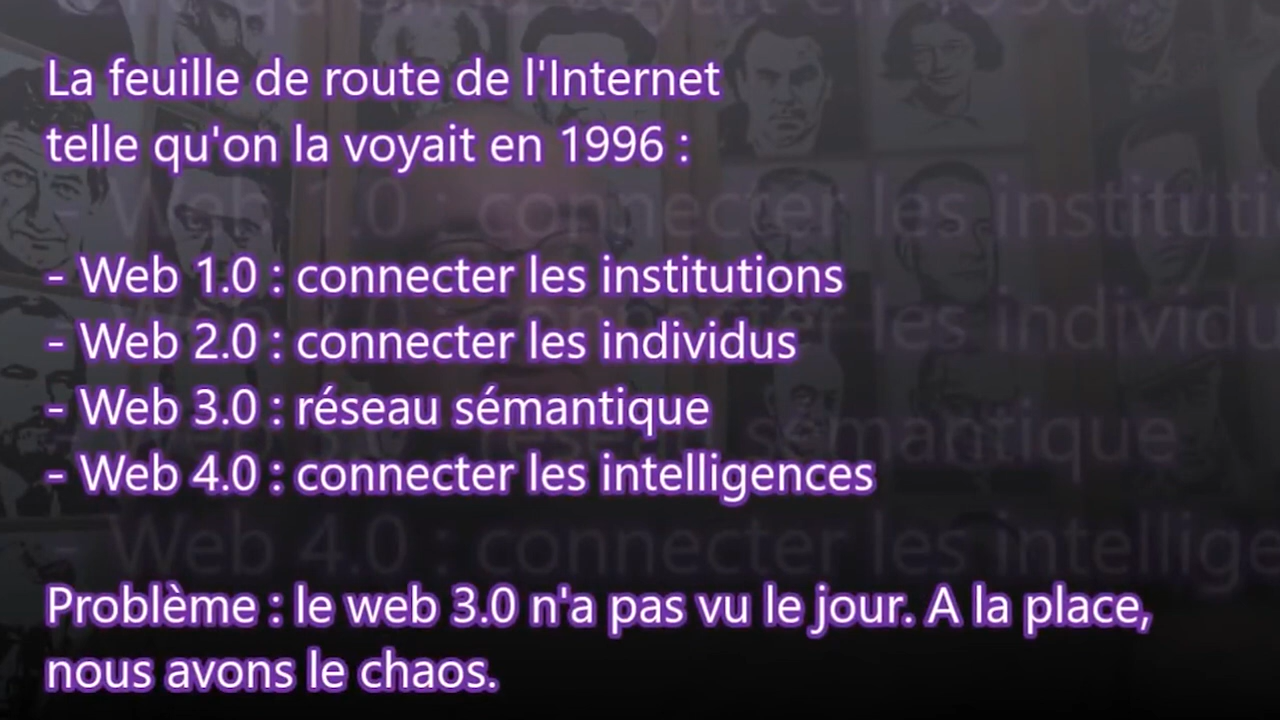 La feuille de route de l'Internet
telle qu'on la voyait en 1996 :
- Web 1.0 : connecter les institutions
- Web 2.0 : connecter les individus
- Web 3.0 : réseau sémantique
- Web 4.0 : connecter les intelligences
Problème : le web 3.0 n'a pas vu le jour. A la place,
nous avons le chaos.